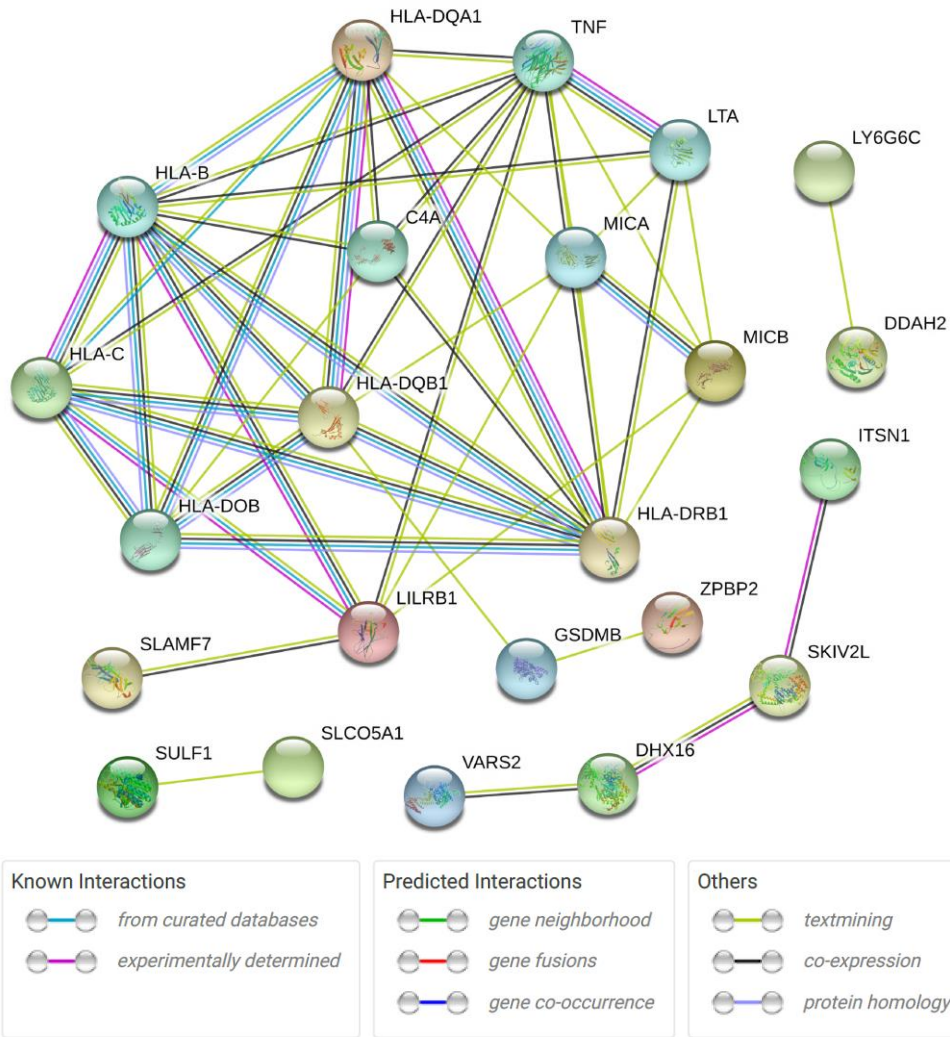 HLA-DQA1
TNF
LTA
LY6G6C
HLA-B
C4A
MICA
DDAH2
MICB
HLA-C
HLA-DQB1
ITSN1
HLA-DOB
HLA-DRB1
LILRB1
ZPBP2
GSDMB
SLAMF7
SKIV2L
SLCO5A1
SULF1
VARS2
DHX16
Known Interactions
from curated databases
experimentally determined
Predicted Interactions
gene neighborhood
gene fusions
gene co-occurrence
Others
textmining
co-expression
protein homology